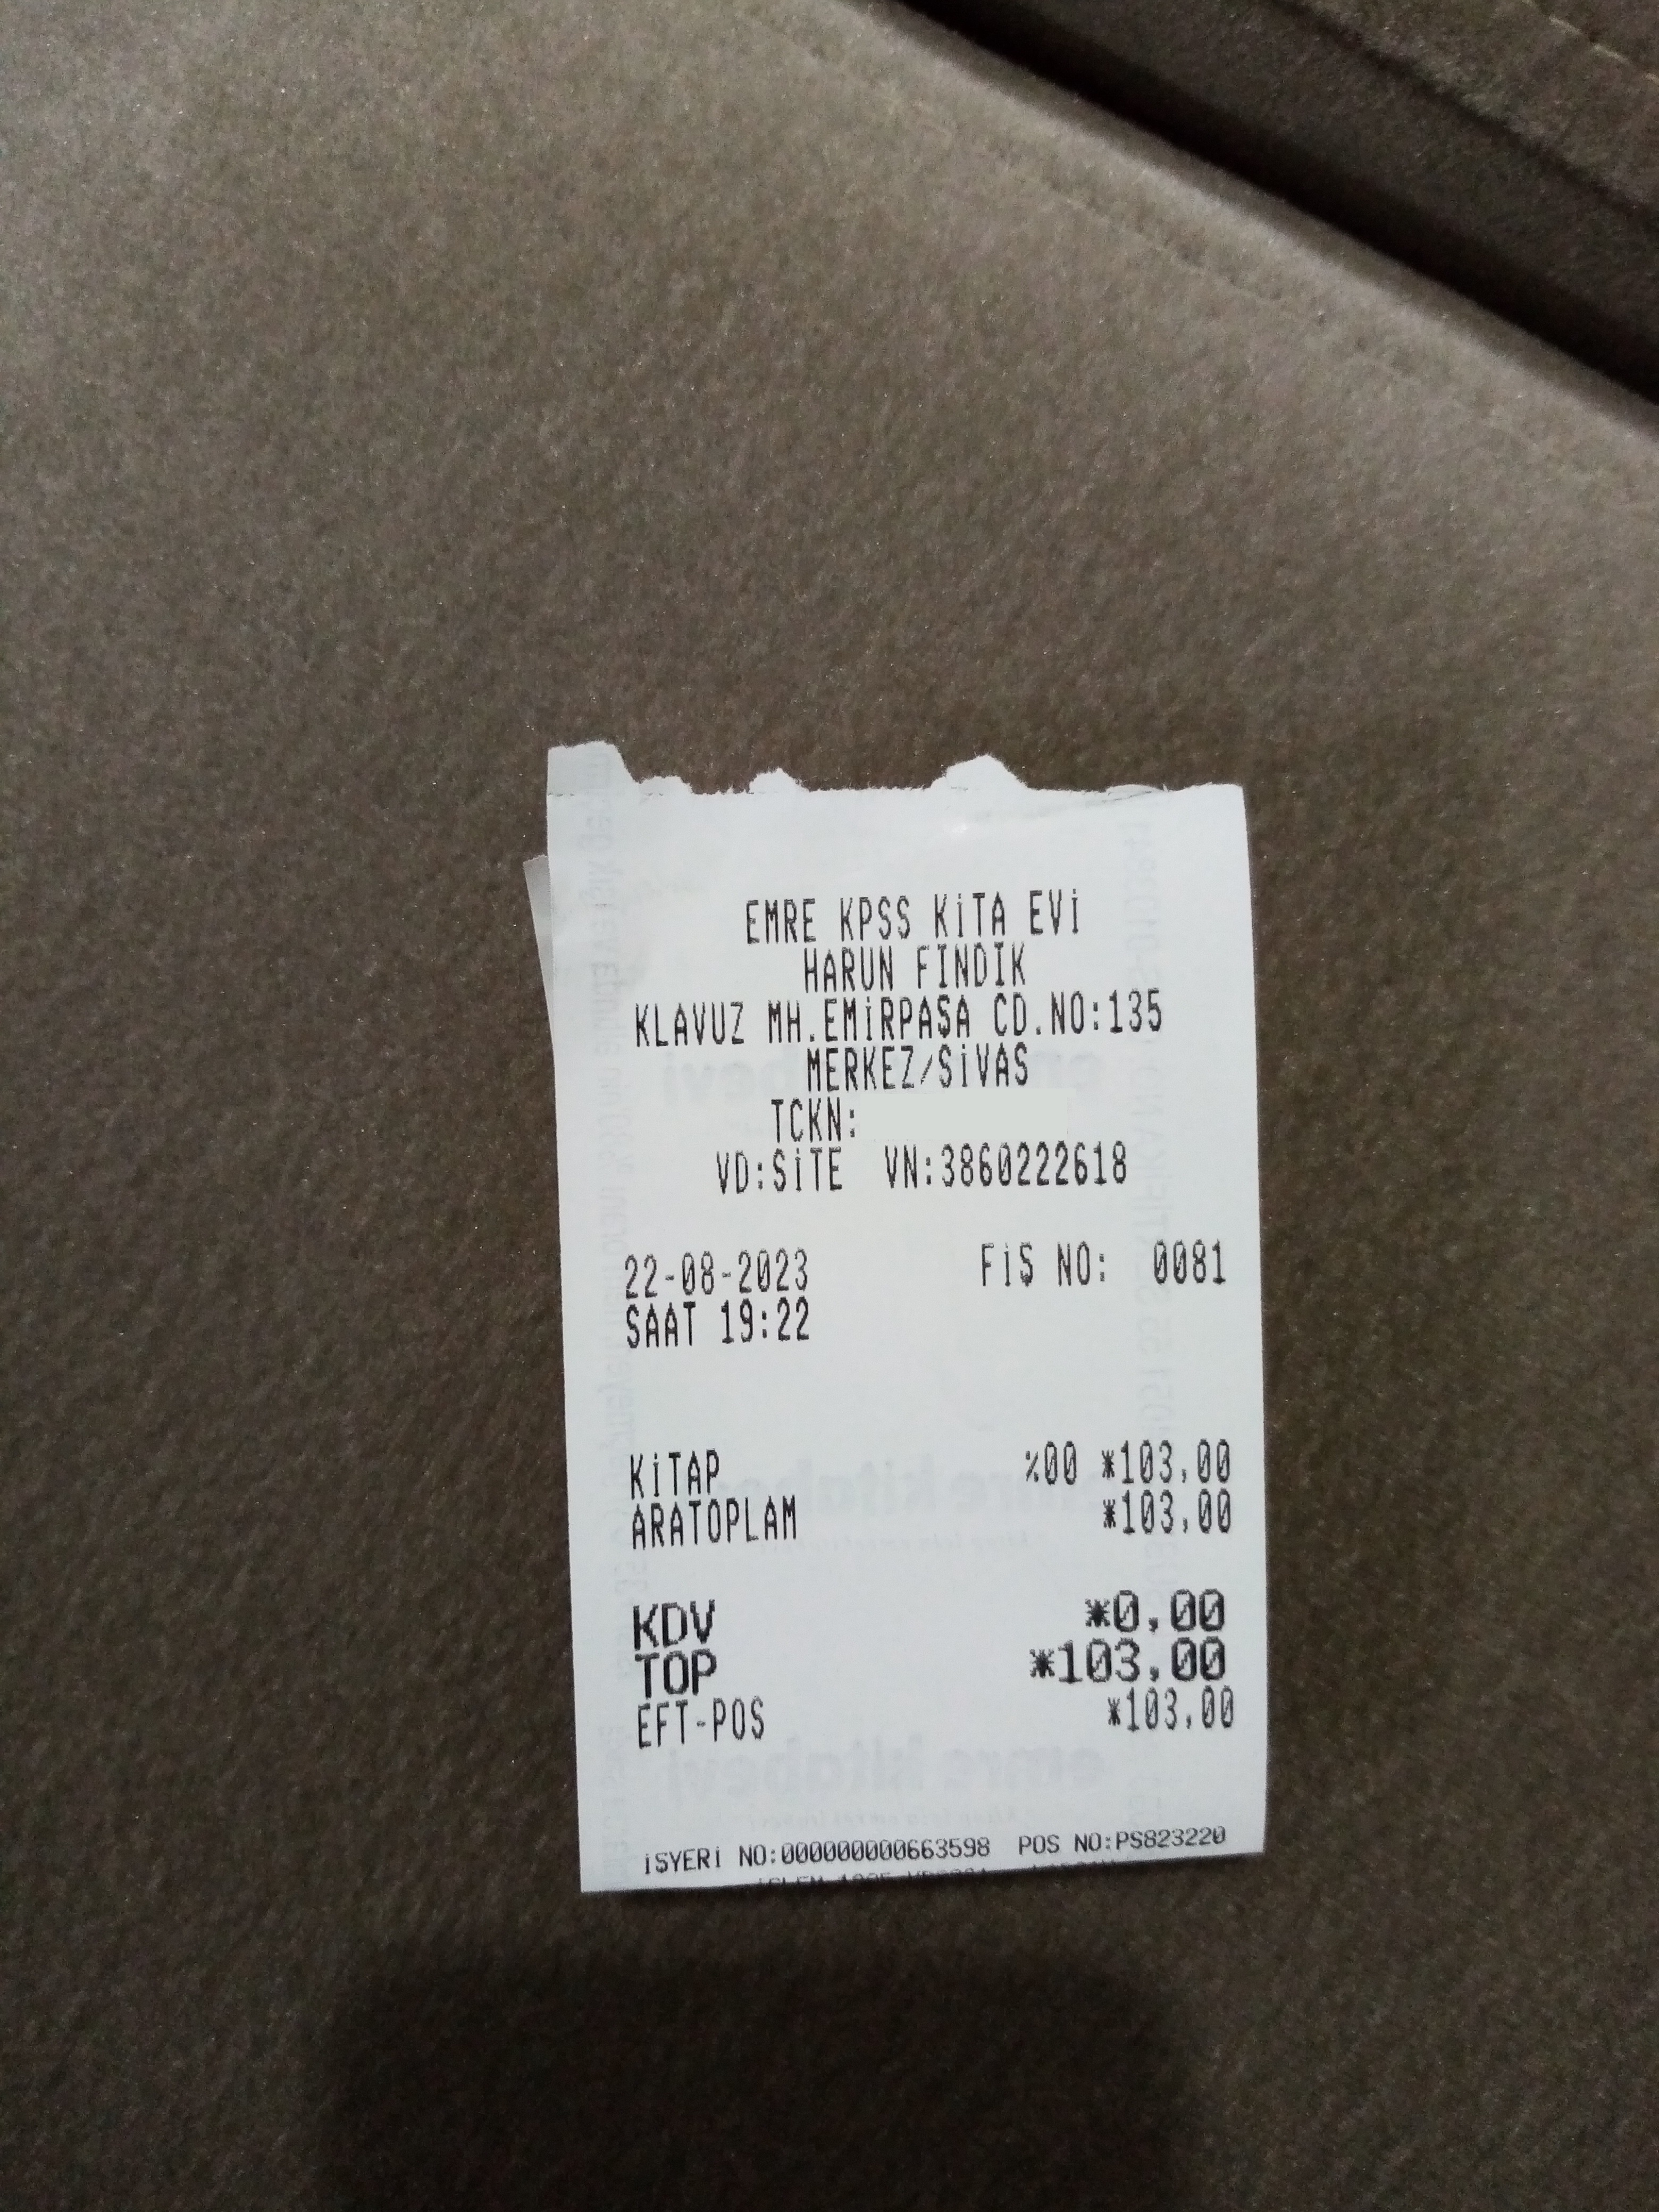 EMRE KPSS KİTA EVİ
HARUN FINDIK
KLAVUZ MH.EMİRPAŞA CD.NO:135
MERKEZ/SİVAS
TCKN:
VD:SİTE VN:3860222618
22-08-2023 FİŞ NO: 0081
SAAT 19:22
KİTAP %00 *103,00
ARATOPLAM *103,00
KDV *0,00
TOP *103,00
EFT-POS *103,00
İŞYERİ NO:000000000663598 POS NO:PS823220